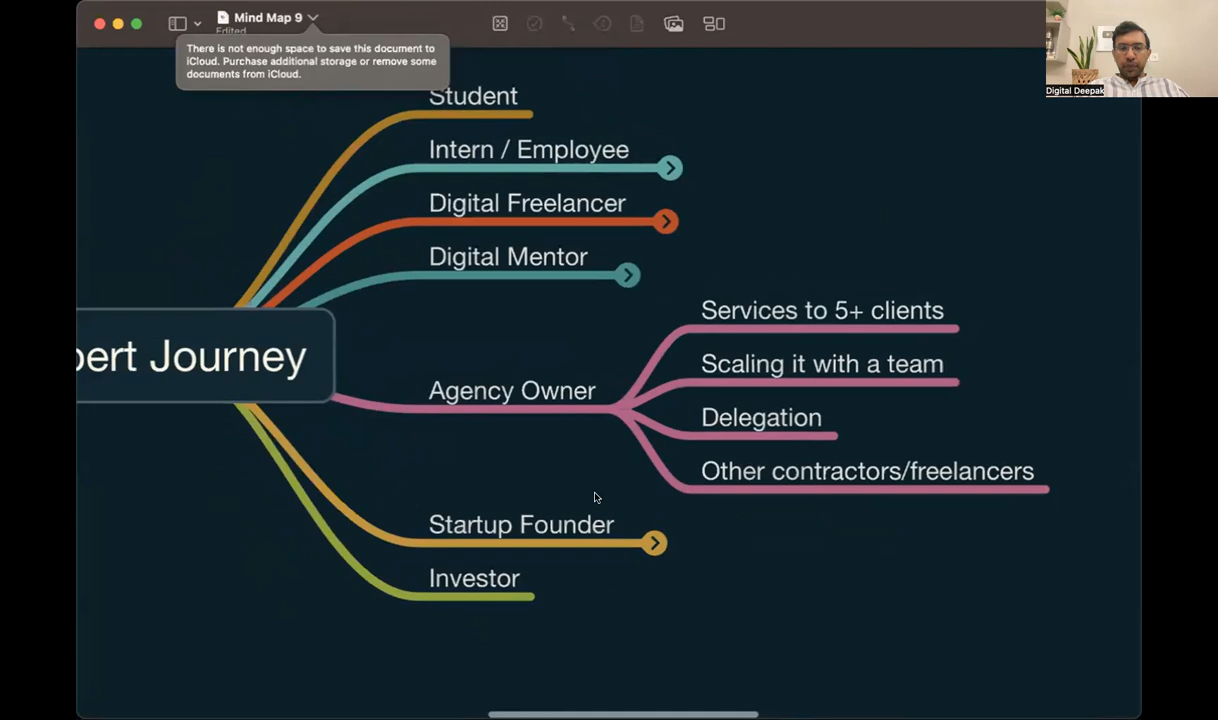 Mind Map 9
Edited
There is not enough space to save this document to
iCloud. Purchase additional storage or remove some
documents from iCloud.
Digital Deepak
Student
Intern / Employee
Digital Freelancer
Digital Mentor
pert Journey
Agency Owner
Services to 5+ clients
Scaling it with a team
Delegation
Other contractors/freelancers
Startup Founder
Investor